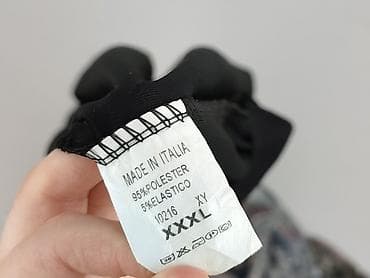 MADE IN ITALIA
95%POLESTER
5%ELASTICO
10216 XY
XXXL